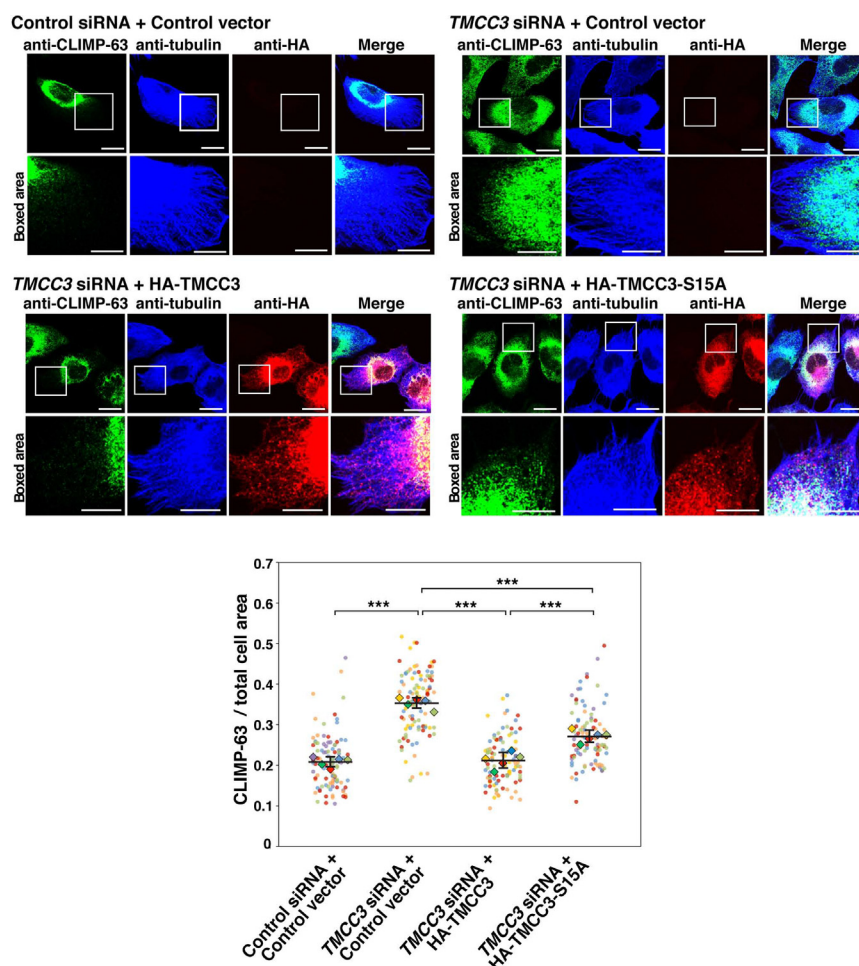 Control siRNA + Control vector
anti-CLIMP-63 anti-tubulin anti-HA Merge
Boxed area
TMCC3 siRNA + Control vector
anti-CLIMP-63 anti-tubulin anti-HA Merge
Boxed area
TMCC3 siRNA + HA-TMCC3
anti-CLIMP-63 anti-tubulin anti-HA Merge
Boxed area
TMCC3 siRNA + HA-TMCC3-S15A
anti-CLIMP-63 anti-tubulin anti-HA Merge
Boxed area
CLIMP-63 / total cell area
0.7
0.6
0.5
0.4
0.3
0.2
0.1
0
***
*** *** ***
Control siRNA +
Control vector
TMCC3 siRNA +
Control vector
TMCC3 siRNA +
HA-TMCC3
TMCC3 siRNA +
HA-TMCC3-S15A